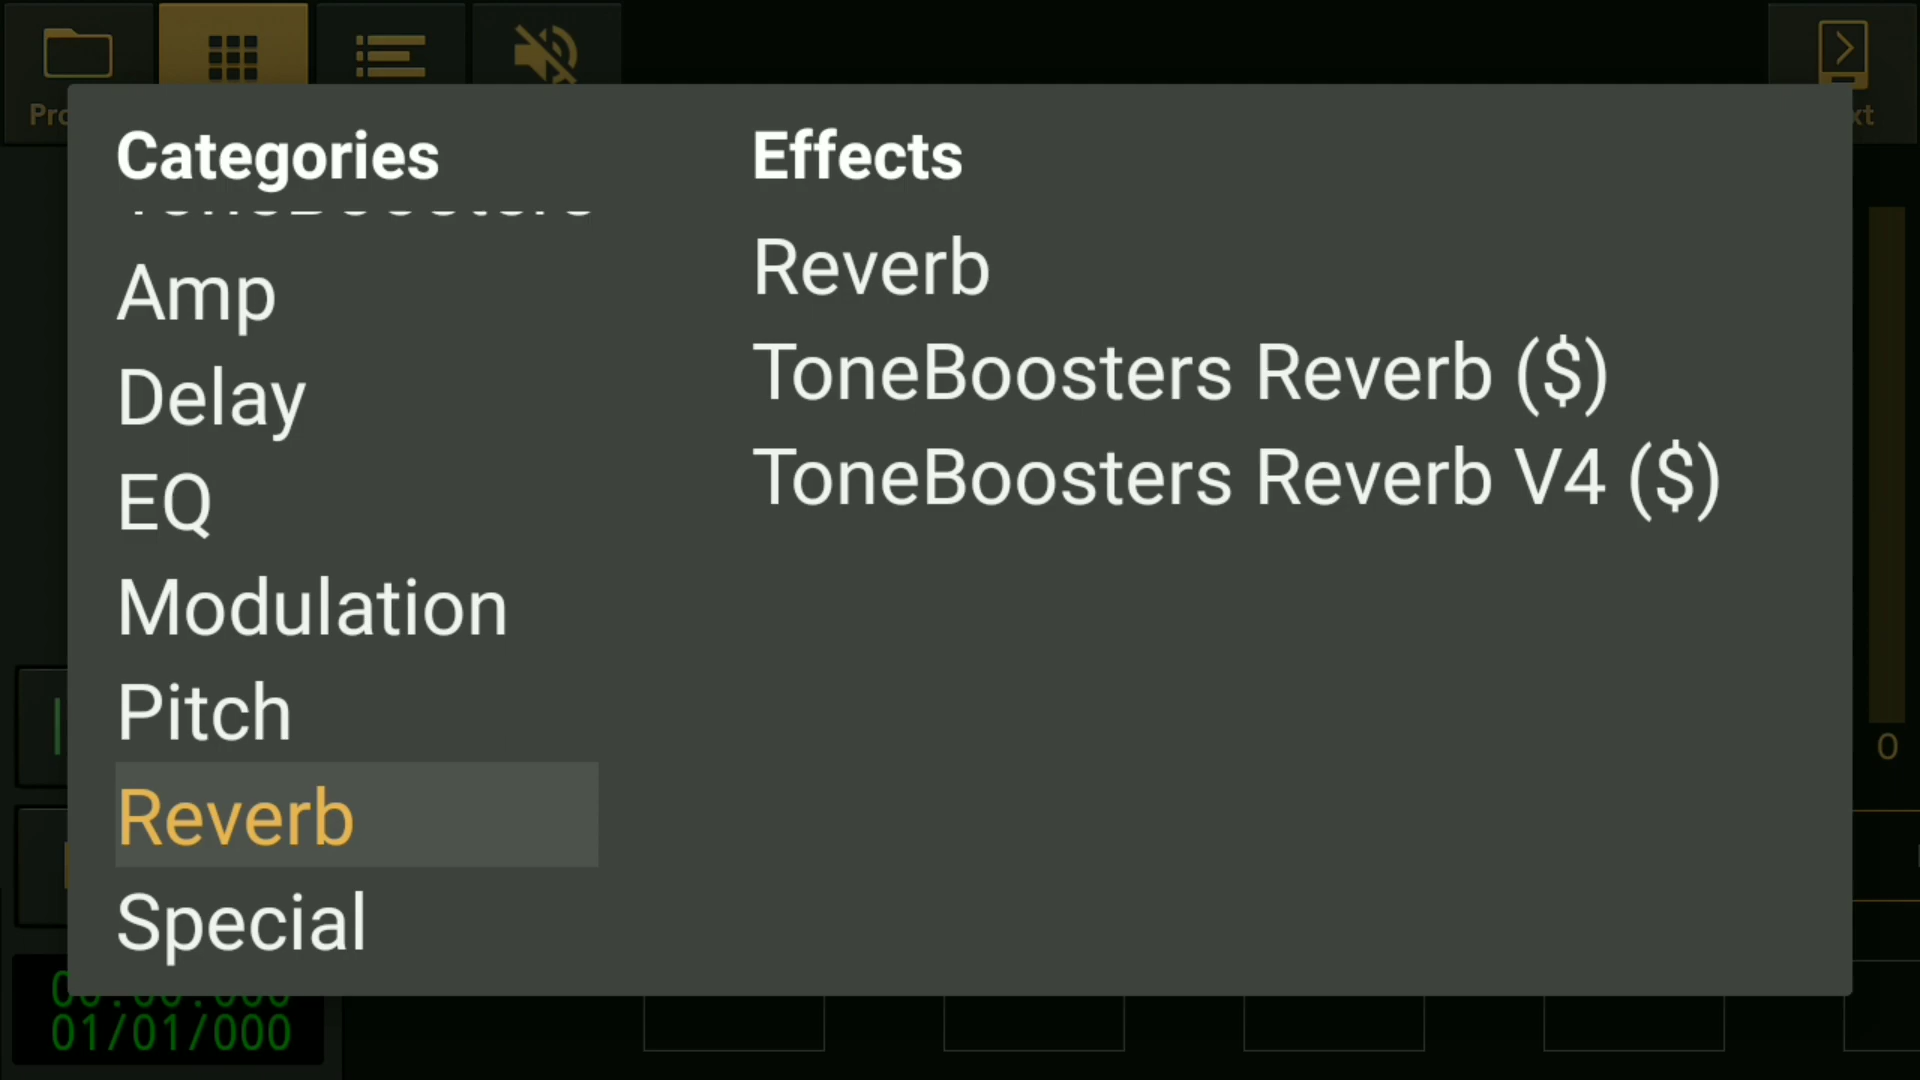 Categories
Effects
Amp
Delay
EQ
Modulation
Pitch
Reverb
Special
Reverb
ToneBoosters Reverb ($)
ToneBoosters Reverb V4 ($)
0
01/01/000